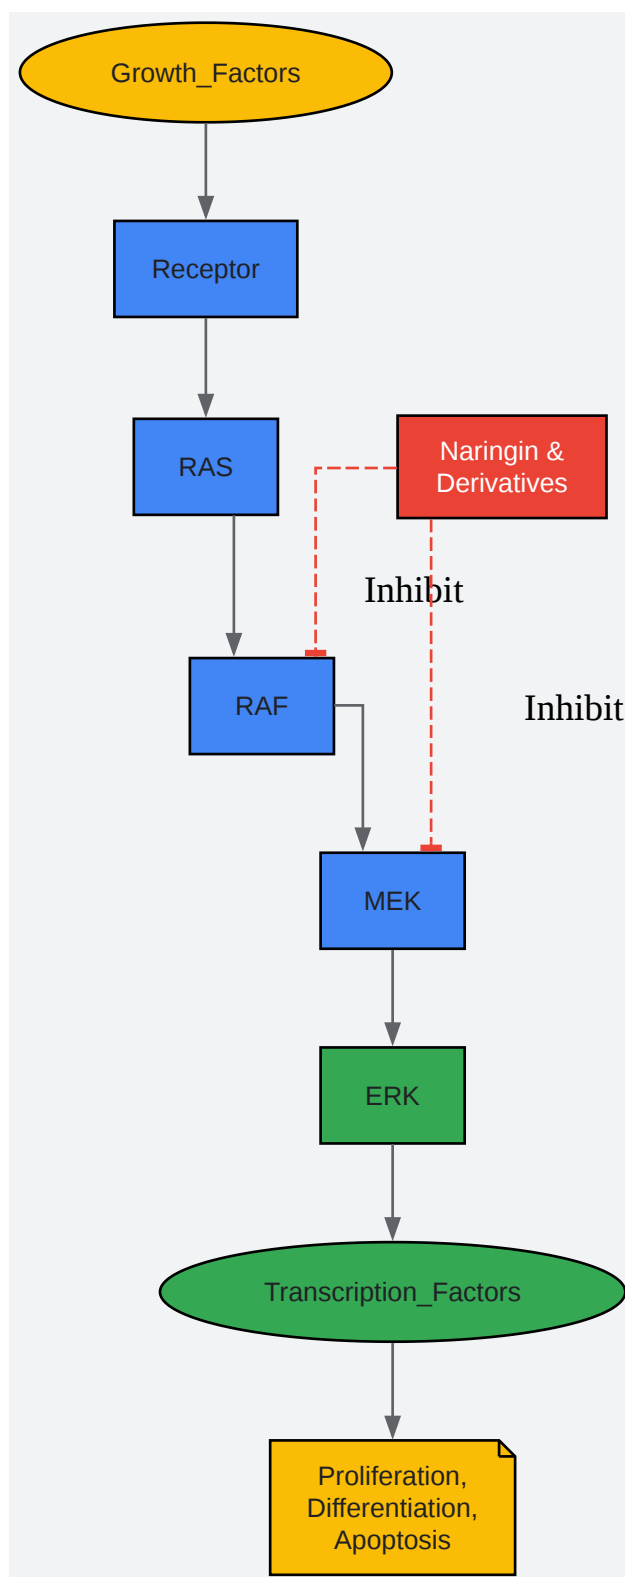 Growth_Factors
Receptor
RAS
Naringin &
Derivatives
Inhibit
RAF
Inhibit
MEK
ERK
Transcription_Factors
Proliferation,
Differentiation,
Apoptosis